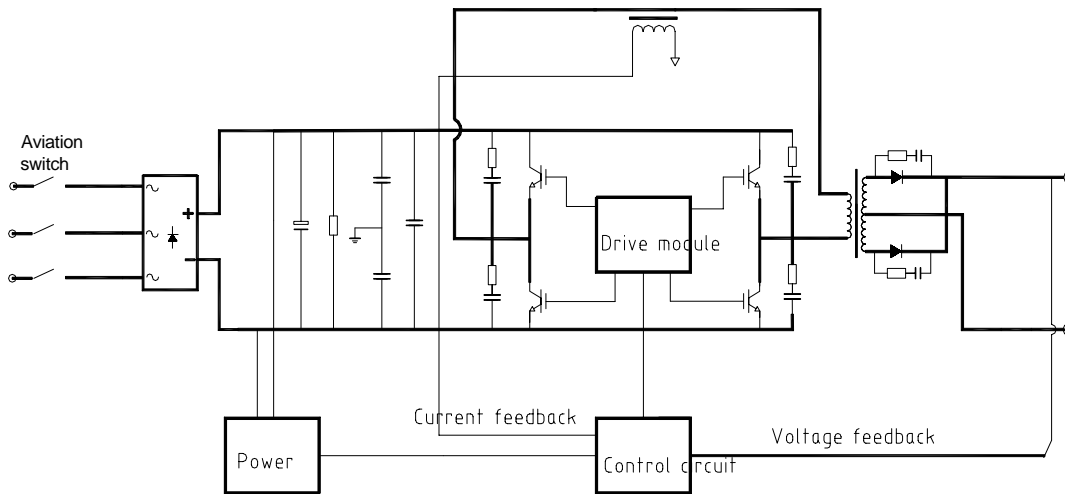 Aviation
switch
+
−
Drive module
Current feedback
Voltage feedback
Power
Control circuit